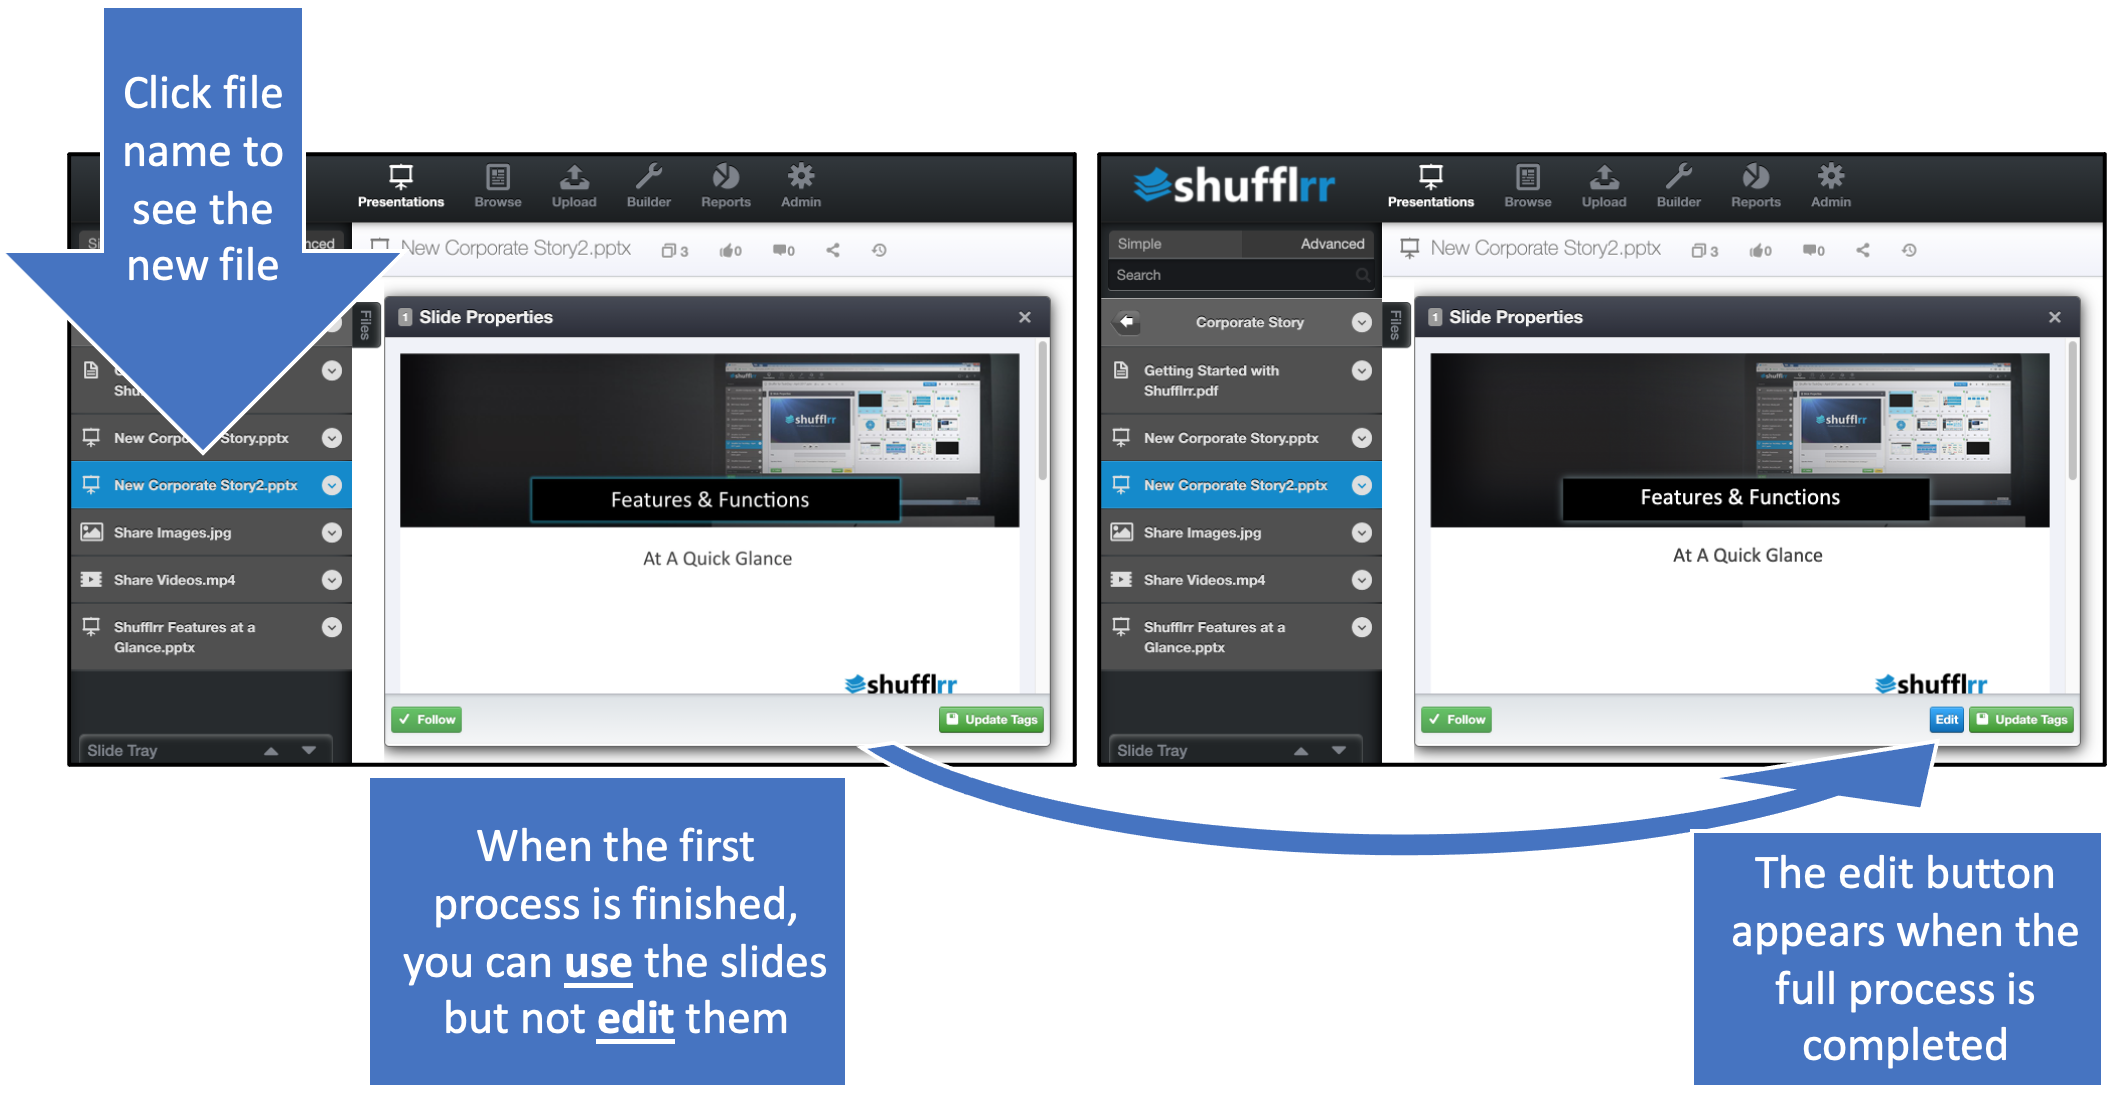 Click file
name to
see the
new file
Presentations
Browse
Upload
Builder
Reports
Admin
New Corporate Story2.pptx
3
0
0
Files
1 Slide Properties
New Corporate Story.pptx
New Corporate Story2.pptx
Share Images.jpg
Share Videos.mp4
Shufflrr Features at a
Glance.pptx
Slide Tray
shufflrr
Features & Functions
At A Quick Glance
shufflrr
Follow
Update Tags
shufflrr
Presentations
Browse
Upload
Builder
Reports
Admin
Simple
Advanced
Search
Corporate Story
Getting Started with
Shufflrr.pdf
New Corporate Story.pptx
New Corporate Story2.pptx
Share Images.jpg
Share Videos.mp4
Shufflrr Features at a
Glance.pptx
Slide Tray
New Corporate Story2.pptx
3
0
0
Files
1 Slide Properties
shufflrr
Features & Functions
At A Quick Glance
shufflrr
Follow
Edit
Update Tags
When the first
process is finished,
you can use the slides
but not edit them
The edit button
appears when the
full process is
completed